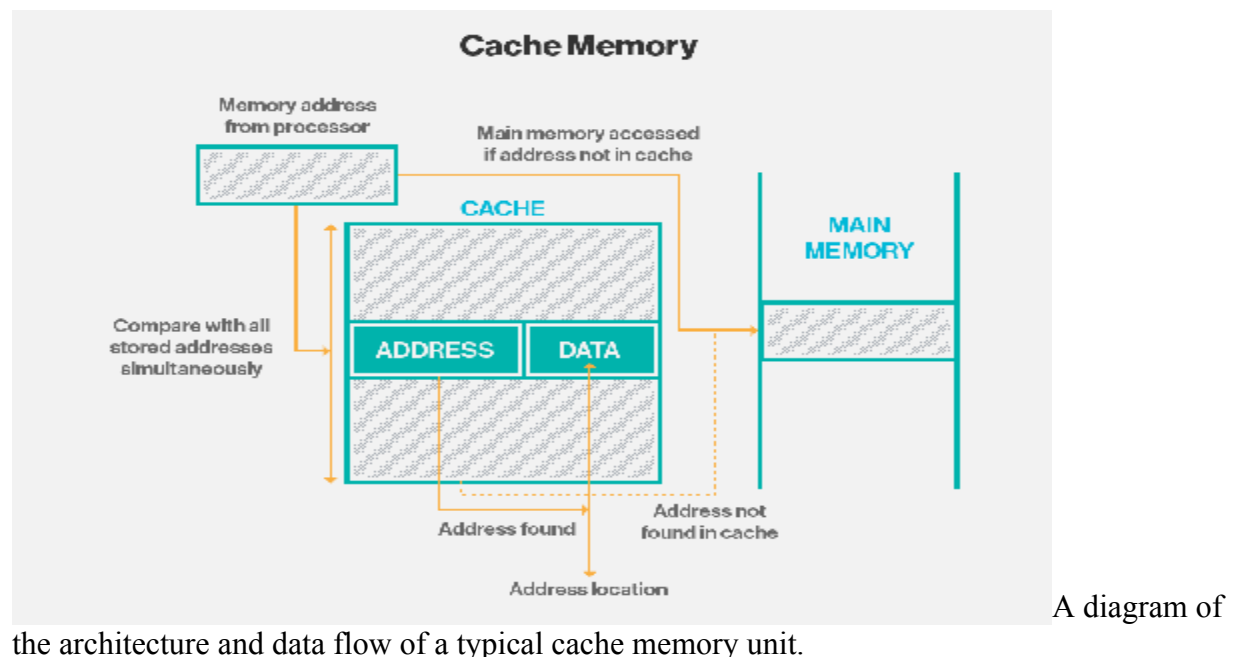 Cache Memory
Memory address
from processor
Main memory accessed
if address not in cache
CACHE
MAIN
MEMORY
Compare with all
stored addresses
simultaneously
ADDRESS
DATA
Address found
Address not
found in cache
Address location
A diagram of
the architecture and data flow of a typical cache memory unit.